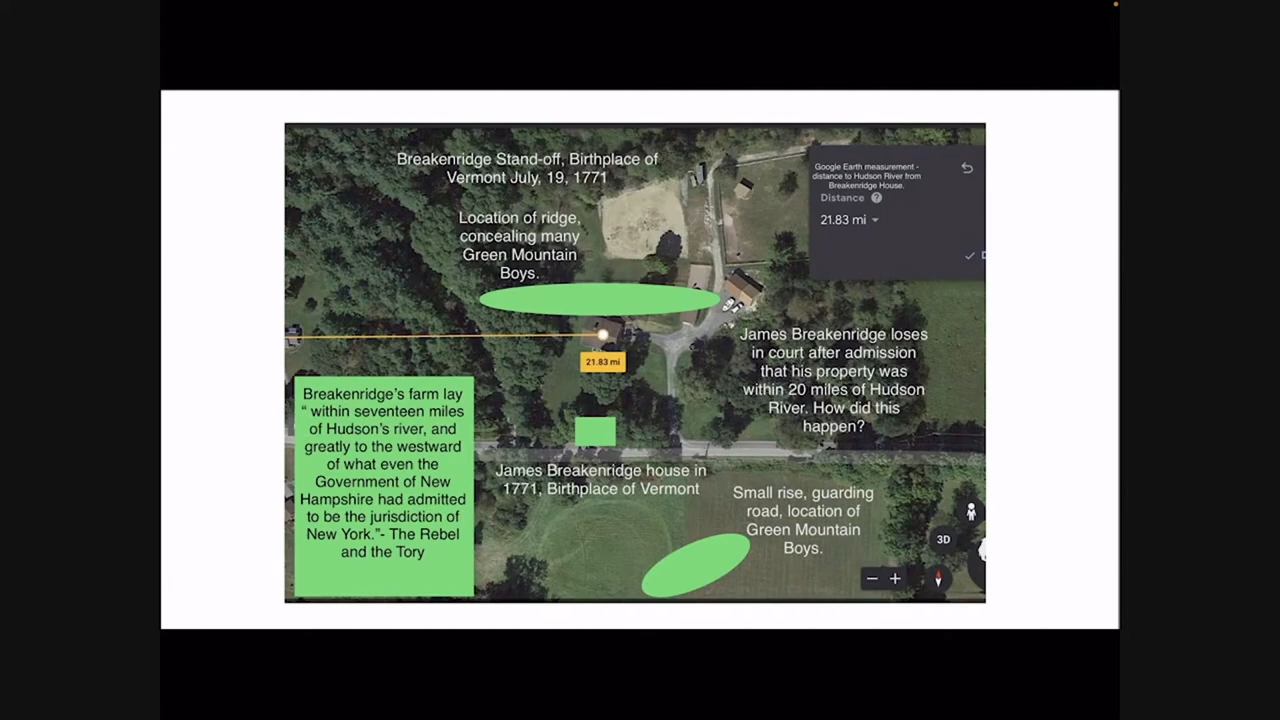 Breakenridge Stand-off, Birthplace of
Vermont July, 19, 1771
Location of ridge,
concealing many
Green Mountain
Boys.
Google Earth measurement -
distance to Hudson River from
Breakenridge House.
Distance ?
21.83 mi
21.83 mi
James Breakenridge loses
in court after admission
that his property was
within 20 miles of Hudson
River. How did this
happen?
Breakenridge's farm lay
“ within seventeen miles
of Hudson's river, and
greatly to the westward
of what even the
Government of New
Hampshire had admitted
to be the jurisdiction of
New York.”- The Rebel
and the Tory
James Breakenridge house in
1771, Birthplace of Vermont
Small rise, guarding
road, location of
Green Mountain
Boys.
3D